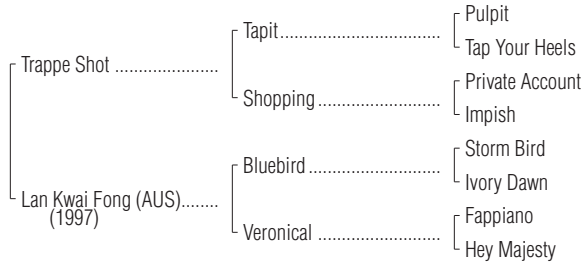 Pulpit
Tapit
Tap Your Heels
Trappe Shot
Private Account
Shopping
Impish
Storm Bird
Bluebird
Ivory Dawn
Lan Kwai Fong (AUS)
(1997)
Fappiano
Veronical
Hey Majesty